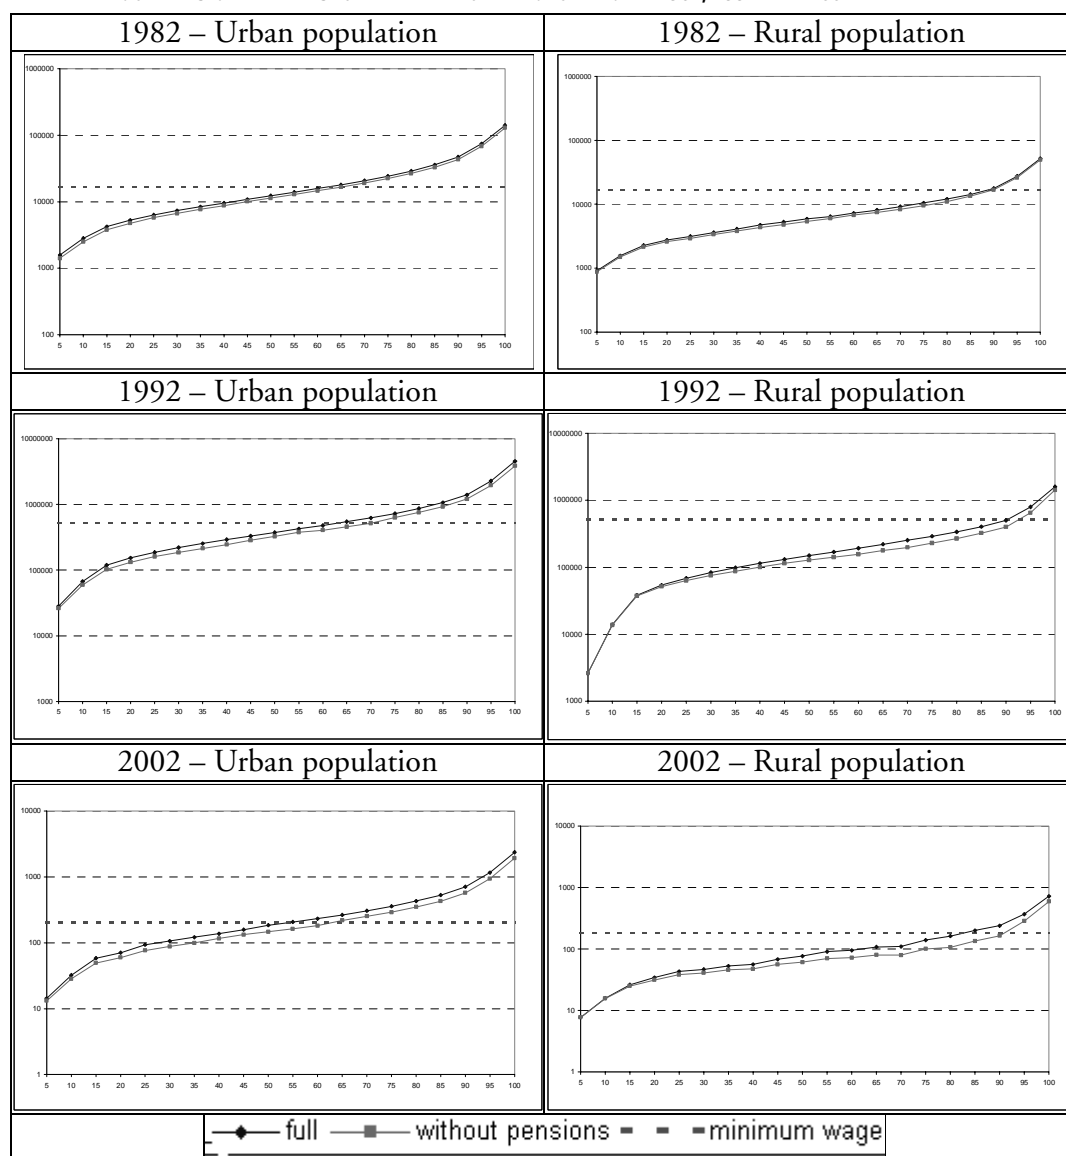 1982 – Urban population
1982 – Rural population
1000000
100000
10000
1000
100
5 10 15 20 25 30 35 40 45 50 55 60 65 70 75 80 85 90 95 100
1000000
100000
10000
1000
100
5 10 15 20 25 30 35 40 45 50 55 60 65 70 75 80 85 90 95 100
1992 – Urban population
1992 – Rural population
10000000
1000000
100000
10000
1000
5 10 15 20 25 30 35 40 45 50 55 60 65 70 75 80 85 90 95 100
10000000
1000000
100000
10000
1000
5 10 15 20 25 30 35 40 45 50 55 60 65 70 75 80 85 90 95 100
2002 – Urban population
2002 – Rural population
10000
1000
100
10
1
5 10 15 20 25 30 35 40 45 50 55 60 65 70 75 80 85 90 95 100
10000
1000
100
10
1
5 10 15 20 25 30 35 40 45 50 55 60 65 70 75 80 85 90 95 100
full without pensions minimum wage